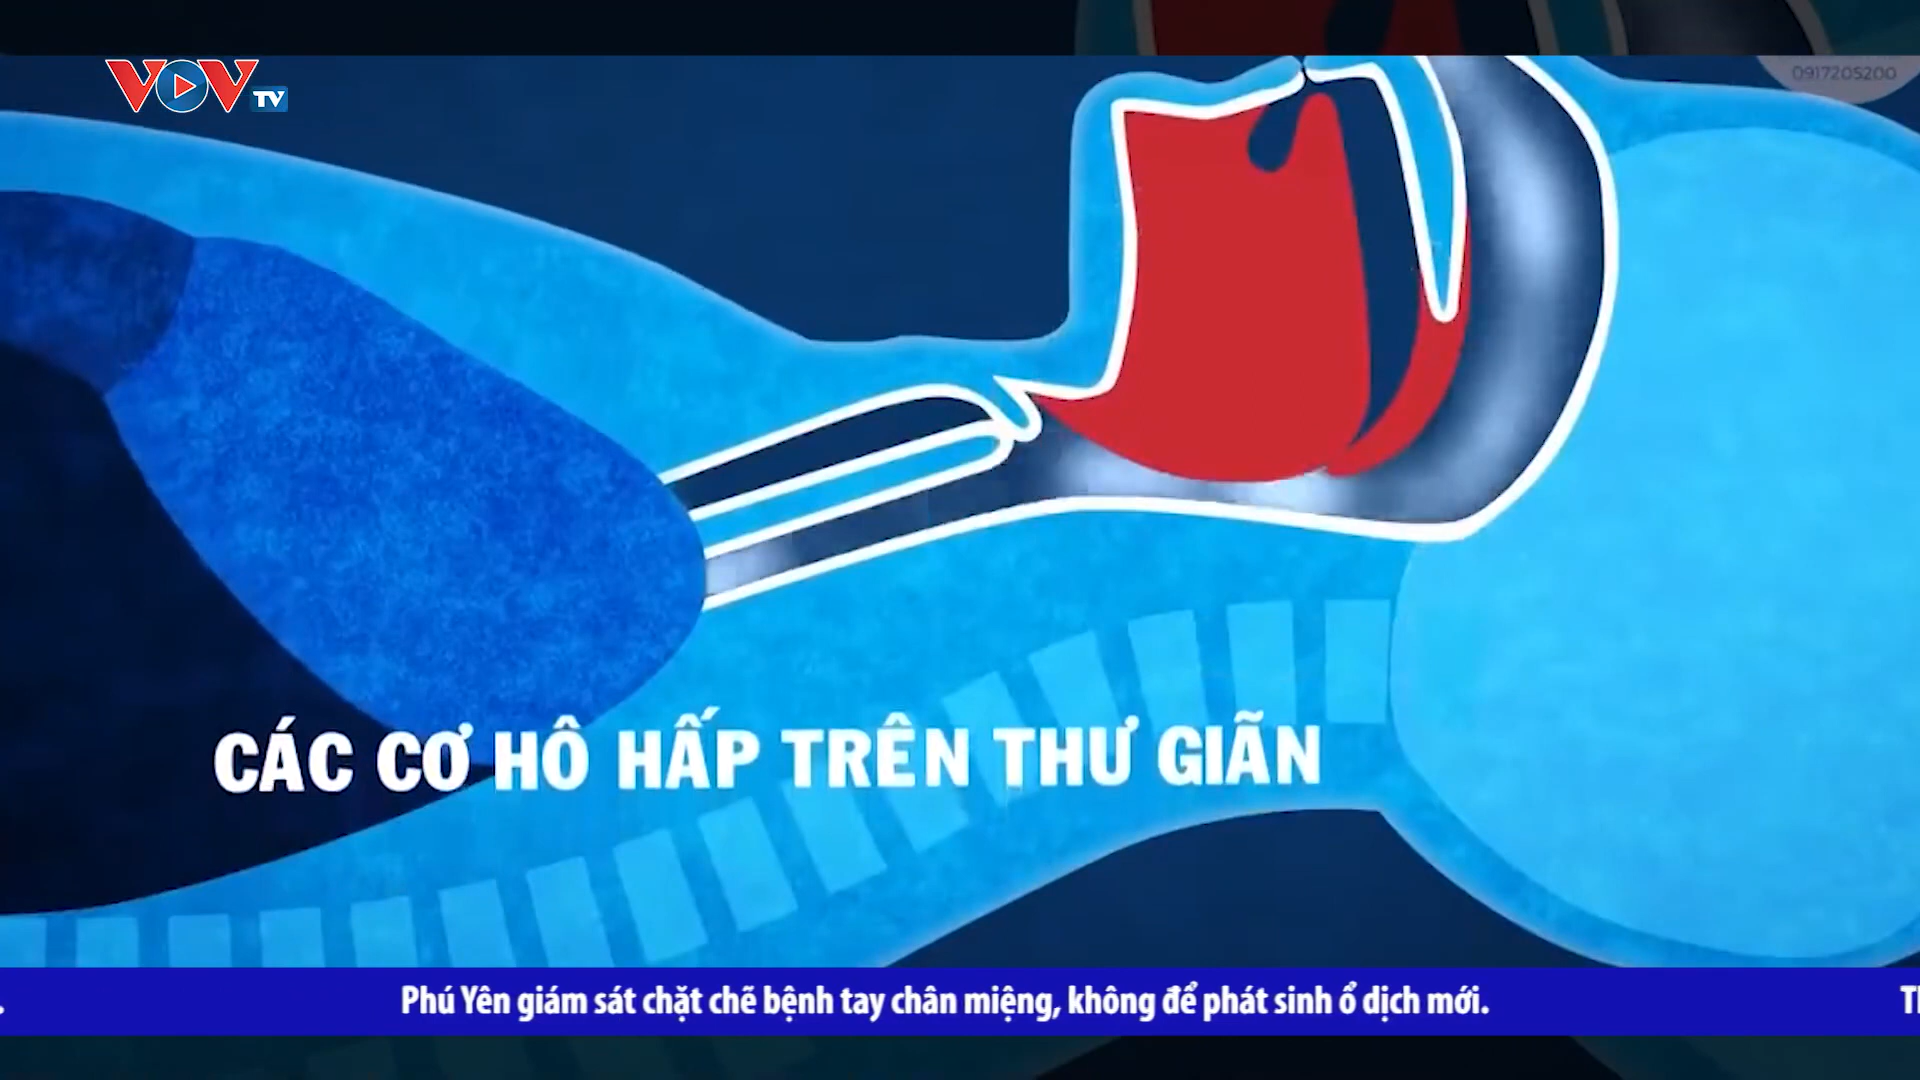 VOV TV
0917205200
CÁC CƠ HÔ HẤP TRÊN THƯ GIÃN
. Phú Yên giám sát chặt chẽ bệnh tay chân miệng, không để phát sinh ổ dịch mới.